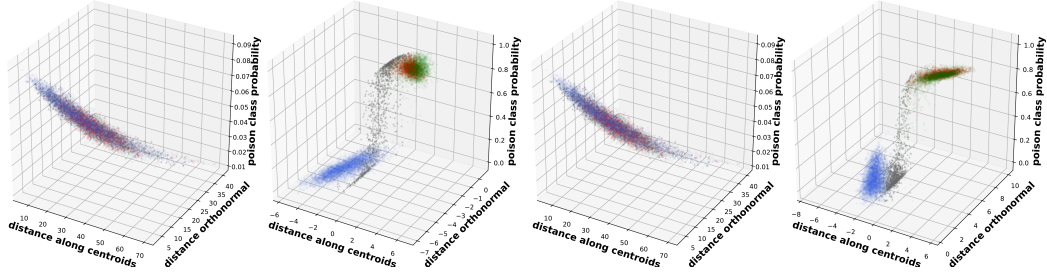 0.09
0.08
0.07
0.06
0.05
0.04
0.03
0.02
0.01
poison class probability
10 20 30 40 50 60 70
distance along centroids
5 10 15 20 25 30 35 40
distance orthonormal
1.0
0.8
0.6
0.4
0.2
0.0
poison class probability
−6 −4 −2 0 2 4 6
distance along centroids
−7 −6 −5 −4 −3 −2 −1 0
distance orthonormal
0.09
0.08
0.07
0.06
0.05
0.04
0.03
0.02
0.01
poison class probability
10 20 30 40 50 60 70
distance along centroids
5 10 15 20 25 30 35 40
distance orthonormal
1.0
0.8
0.6
0.4
0.2
0.0
poison class probability
−8 −6 −4 −2 0 2 4 6
distance along centroids
0 2 4 6 8 10
distance orthonormal